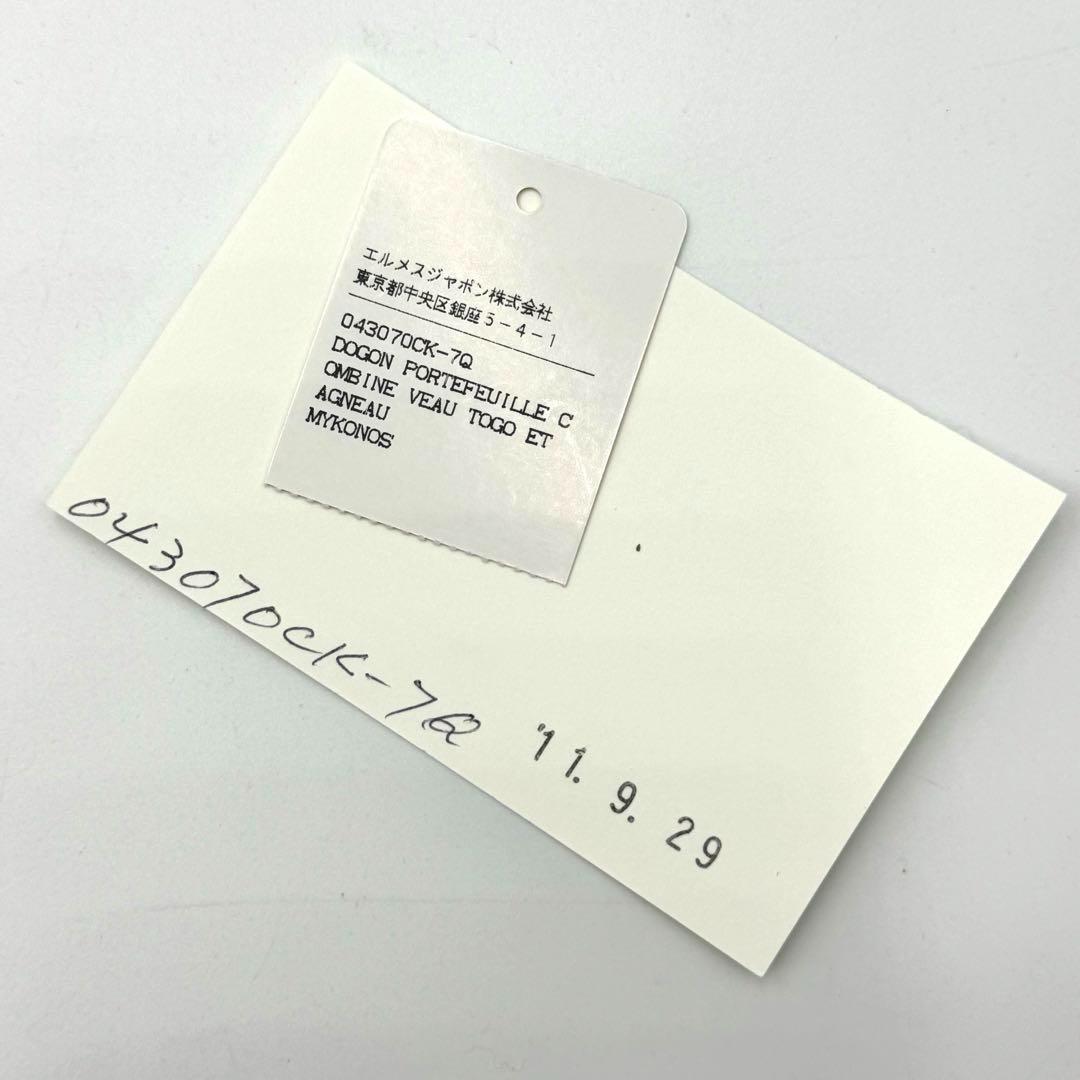 エルメスジャポン株式会社
東京都中央区銀座5-4-1
043070CK-7Q
DOGON PORTEFEUILLE C
OMBINE VEAU TOGO ET
AGNEAU
MYKONOS
043070CK-7Q '11.9.29